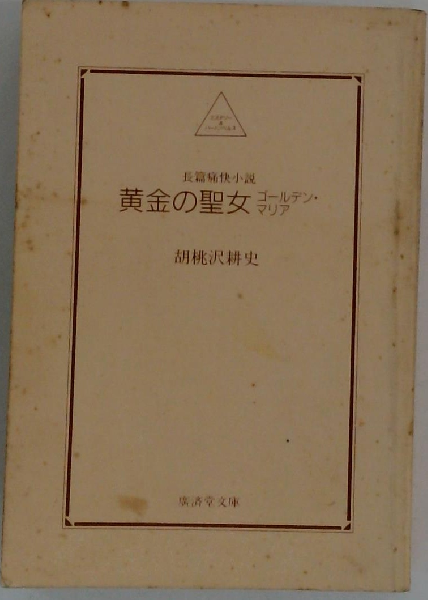 長篇痛快小説
黄金の聖女 ゴールデン・マリア
胡桃沢耕史
廣済堂文庫